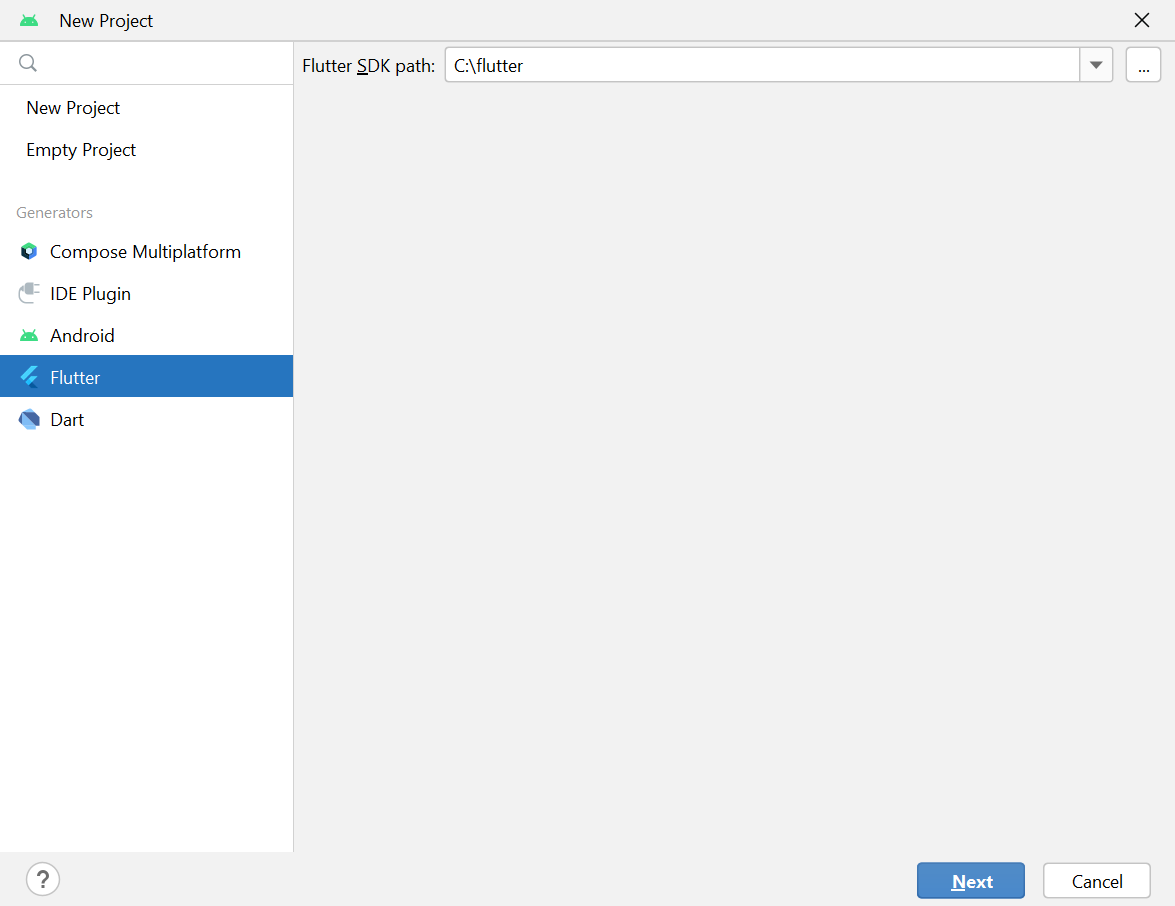 New Project
Flutter SDK path: C:\flutter ...
New Project
Empty Project
Generators
Compose Multiplatform
IDE Plugin
Android
Flutter
Dart
? Next Cancel